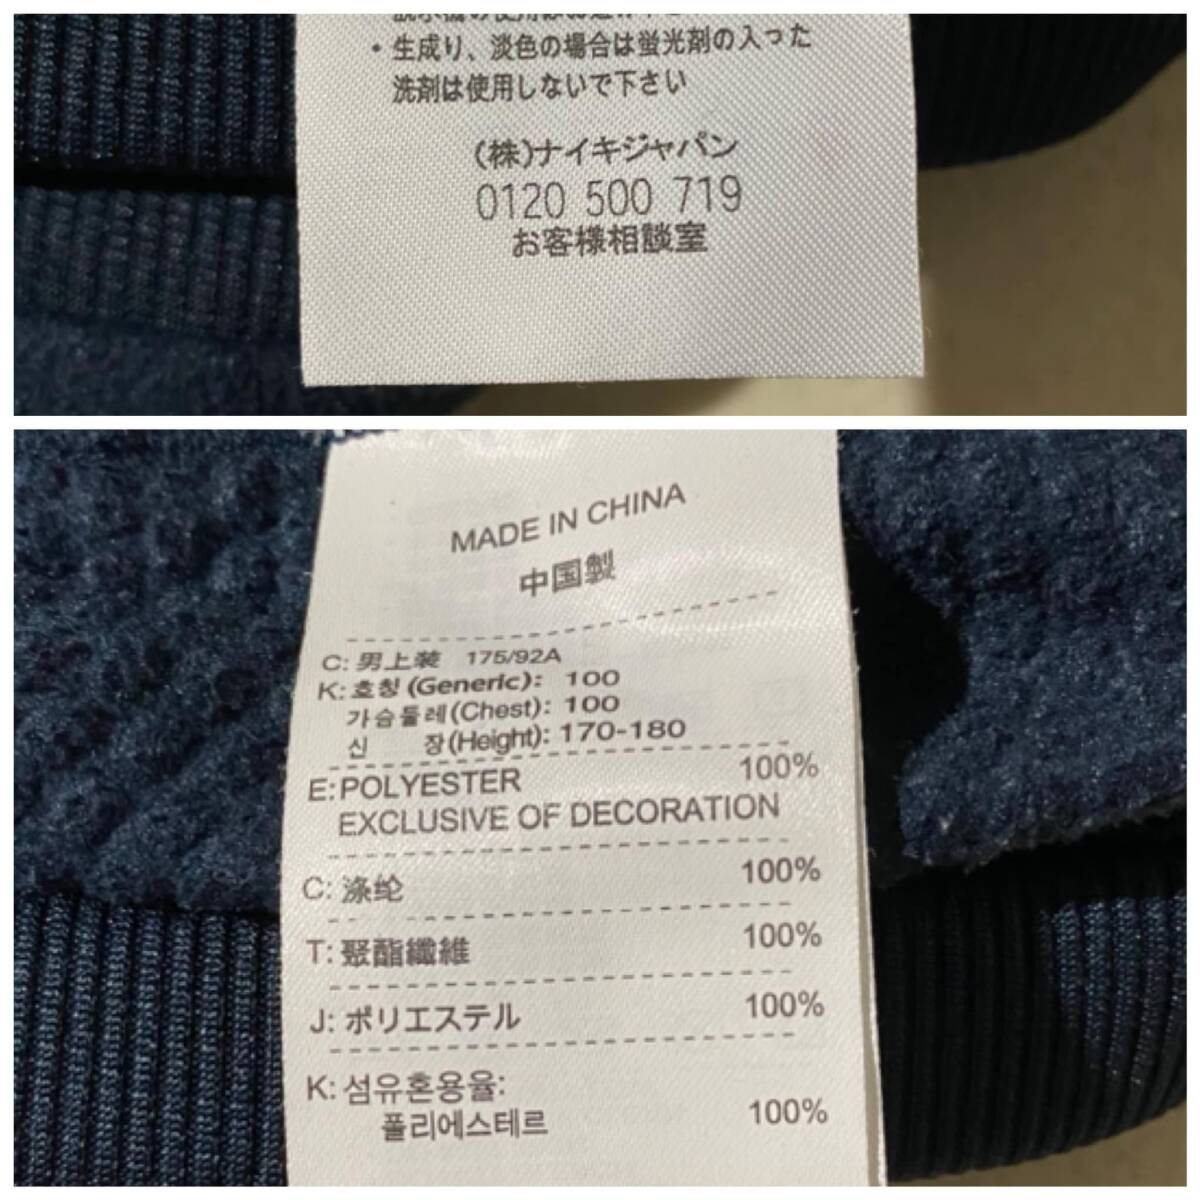 ・生成り、淡色の場合は蛍光剤の入った
洗剤は使用しないで下さい
(株)ナイキジャパン
0120 500 719
お客様相談室
MADE IN CHINA
中国製
C: 男上装 175/92A
K: 호칭 (Generic): 100
가슴둘레(Chest): 100
신 장(Height): 170-180
E: POLYESTER 100%
EXCLUSIVE OF DECORATION
C: 涤纶 100%
T: 聚酯纖維 100%
J: ポリエステル 100%
K: 섬유혼용율:
폴리에스테르 100%